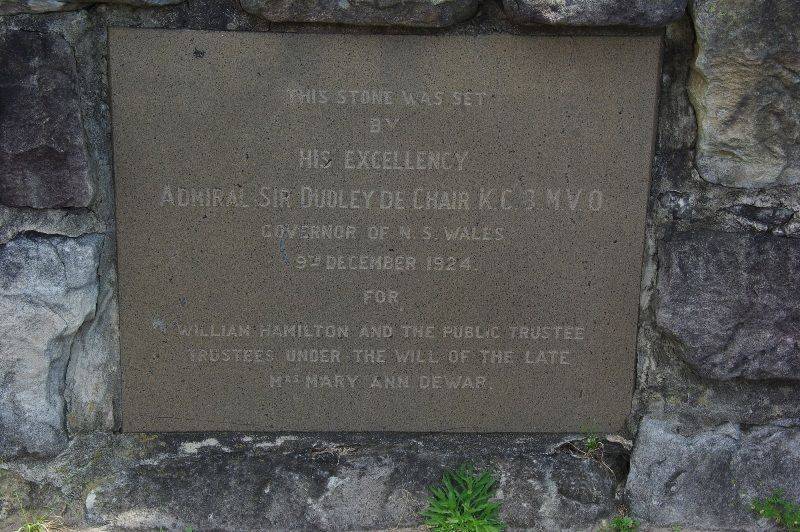 THIS STONE WAS SET
BY
HIS EXCELLENCY
ADMIRAL SIR DUDLEY DE CHAIR K.C.B. M.V.O
GOVERNOR OF N.S. WALES
9TH DECEMBER 1924.
FOR
WILLIAM HAMILTON AND THE PUBLIC TRUSTEE
TRUSTEES UNDER THE WILL OF THE LATE
MRS MARY ANN DEWAR.